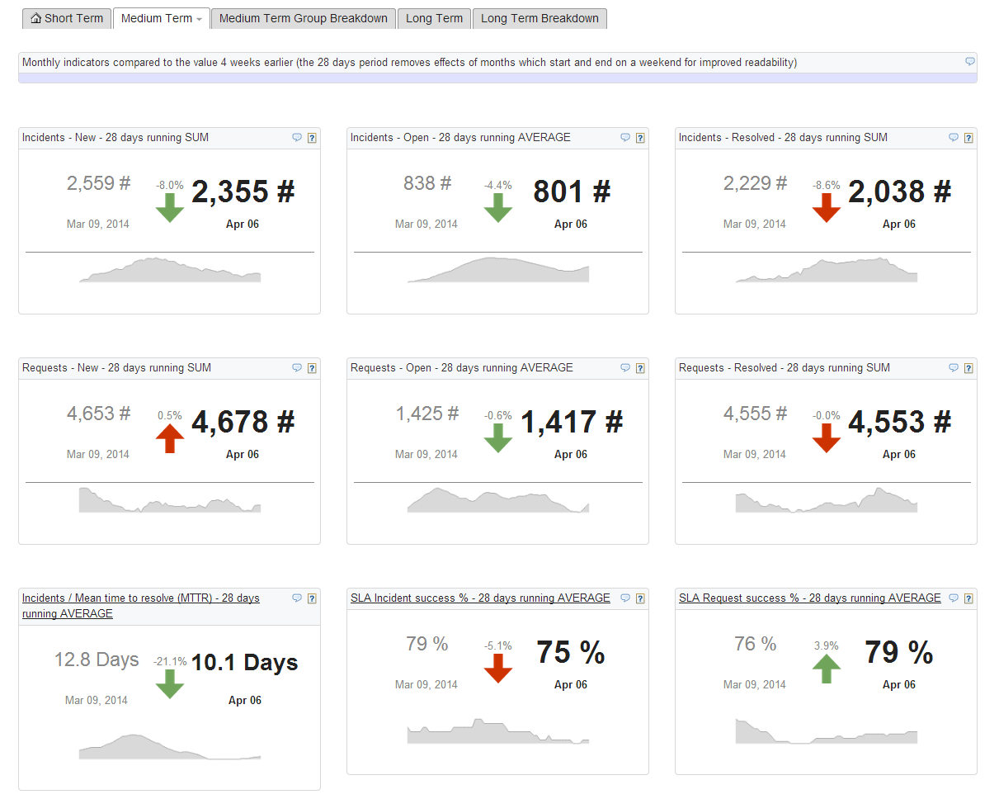 Short Term Medium Term Medium Term Group Breakdown Long Term Long Term Breakdown
Monthly indicators compared to the value 4 weeks earlier (the 28 days period removes effects of months which start and end on a weekend for improved readability)
Incidents - New - 28 days running SUM
2,559 # -8.0% 2,355 #
Mar 09, 2014 Apr 06
Incidents - Open - 28 days running AVERAGE
838 # -4.4% 801 #
Mar 09, 2014 Apr 06
Incidents - Resolved - 28 days running SUM
2,229 # -8.6% 2,038 #
Mar 09, 2014 Apr 06
Requests - New - 28 days running SUM
4,653 # 0.5% 4,678 #
Mar 09, 2014 Apr 06
Requests - Open - 28 days running AVERAGE
1,425 # -0.6% 1,417 #
Mar 09, 2014 Apr 06
Requests - Resolved - 28 days running SUM
4,555 # -0.0% 4,553 #
Mar 09, 2014 Apr 06
Incidents / Mean time to resolve (MTTR) - 28 days
running AVERAGE
12.8 Days -21.1% 10.1 Days
Mar 09, 2014 Apr 06
SLA Incident success % - 28 days running AVERAGE
79 % -5.1% 75 %
Mar 09, 2014 Apr 06
SLA Request success % - 28 days running AVERAGE
76 % 3.9% 79 %
Mar 09, 2014 Apr 06